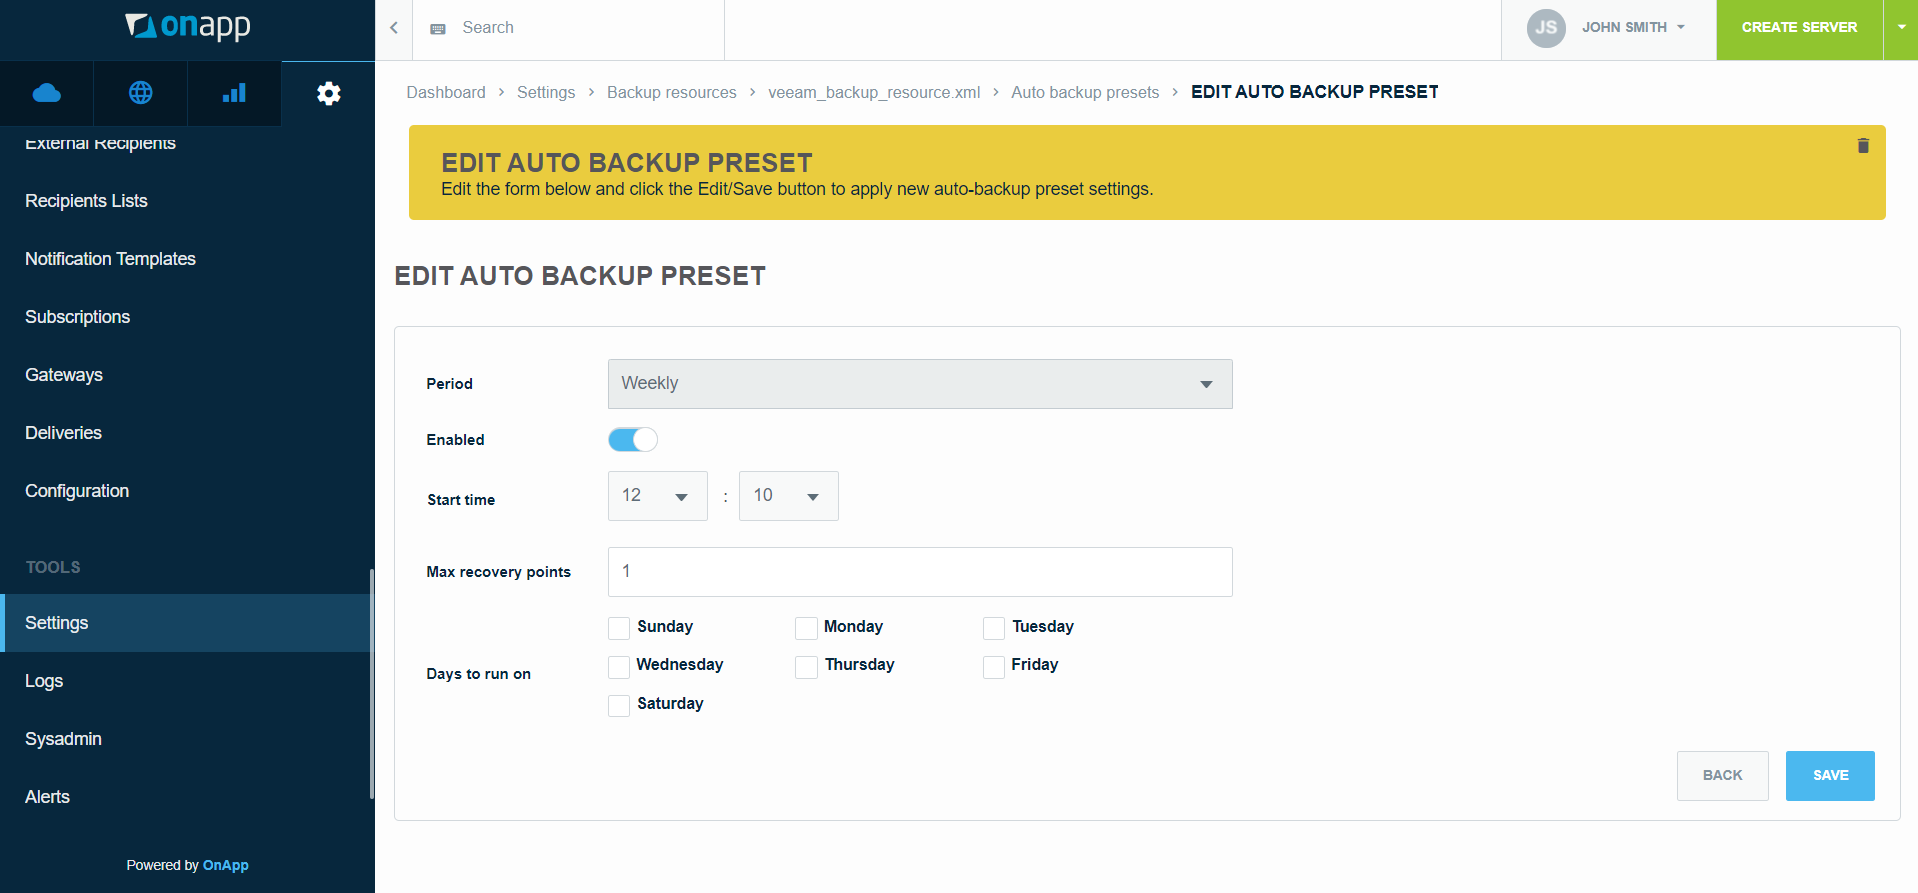 onapp
Search
JS
JOHN SMITH
CREATE SERVER
Dashboard > Settings > Backup resources > veeam_backup_resource.xml > Auto backup presets > EDIT AUTO BACKUP PRESET
EDIT AUTO BACKUP PRESET
Edit the form below and click the Edit/Save button to apply new auto-backup preset settings.
External Recipients
Recipients Lists
Notification Templates
Subscriptions
Gateways
Deliveries
Configuration
TOOLS
Settings
Logs
Sysadmin
Alerts
Powered by OnApp
EDIT AUTO BACKUP PRESET
Period
Weekly
Enabled
Start time
12 : 10
Max recovery points
1
Days to run on
Sunday Monday Tuesday
Wednesday Thursday Friday
Saturday
BACK SAVE